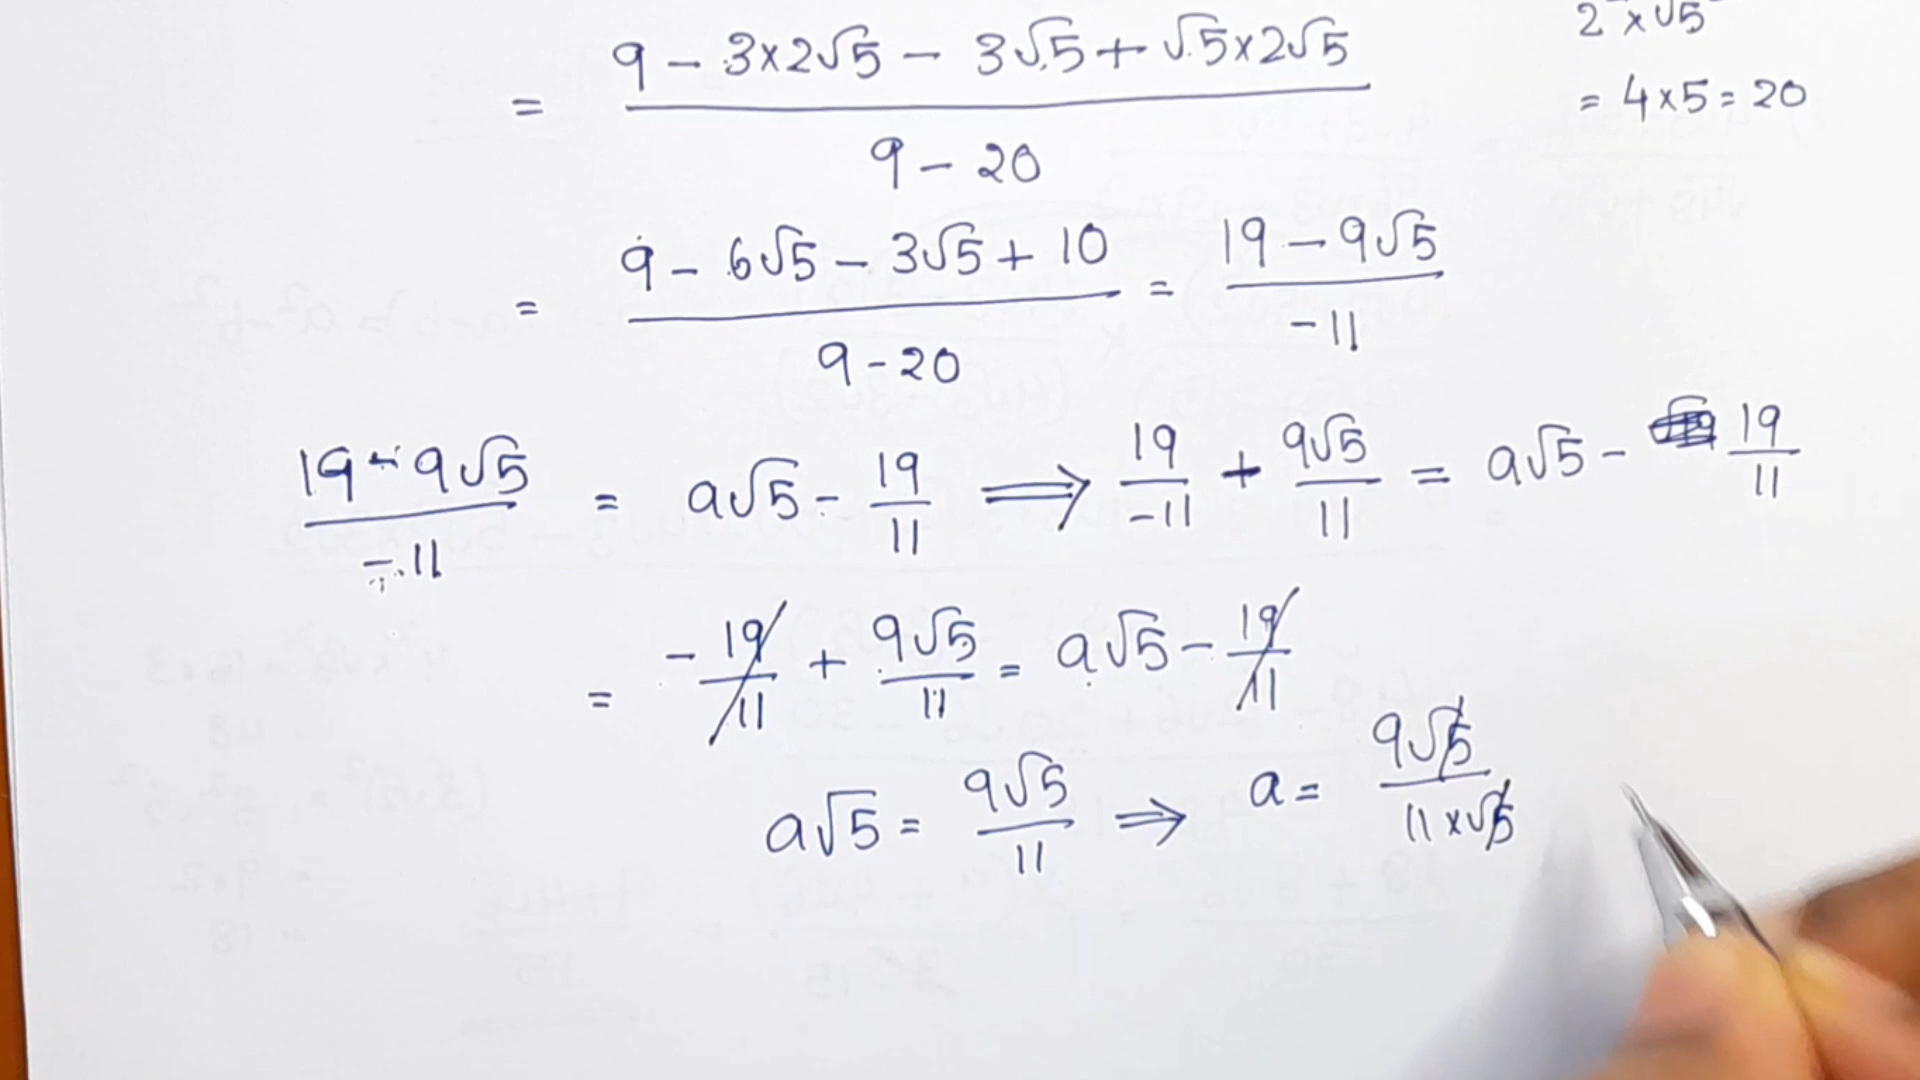 = (9 - 3×2√5 - 3√5 + √5×2√5) / (9 - 20)
2 × √5
= 4×5 = 20
= (9 - 6√5 - 3√5 + 10) / (9 - 20) = (19 - 9√5) / -11
(19 - 9√5) / -11 = a√5 - 19/11 ⟹ 19/-11 + 9√5/11 = a√5 - 19/11
= - 19/11 + 9√5/11 = a√5 - 19/11
a√5 = 9√5/11 ⟹ a = 9√5 / (11×√5)